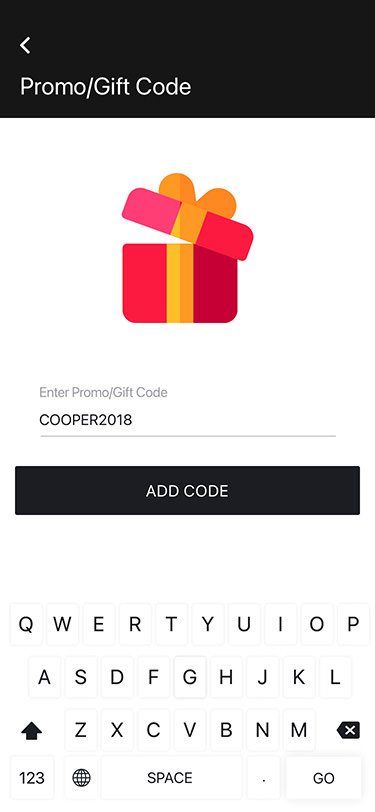 Promo/Gift Code
Enter Promo/Gift Code
COOPER2018
ADD CODE
Q W E R T Y U I O P
A S D F G H J K L
Z X C V B N M
123 SPACE . GO